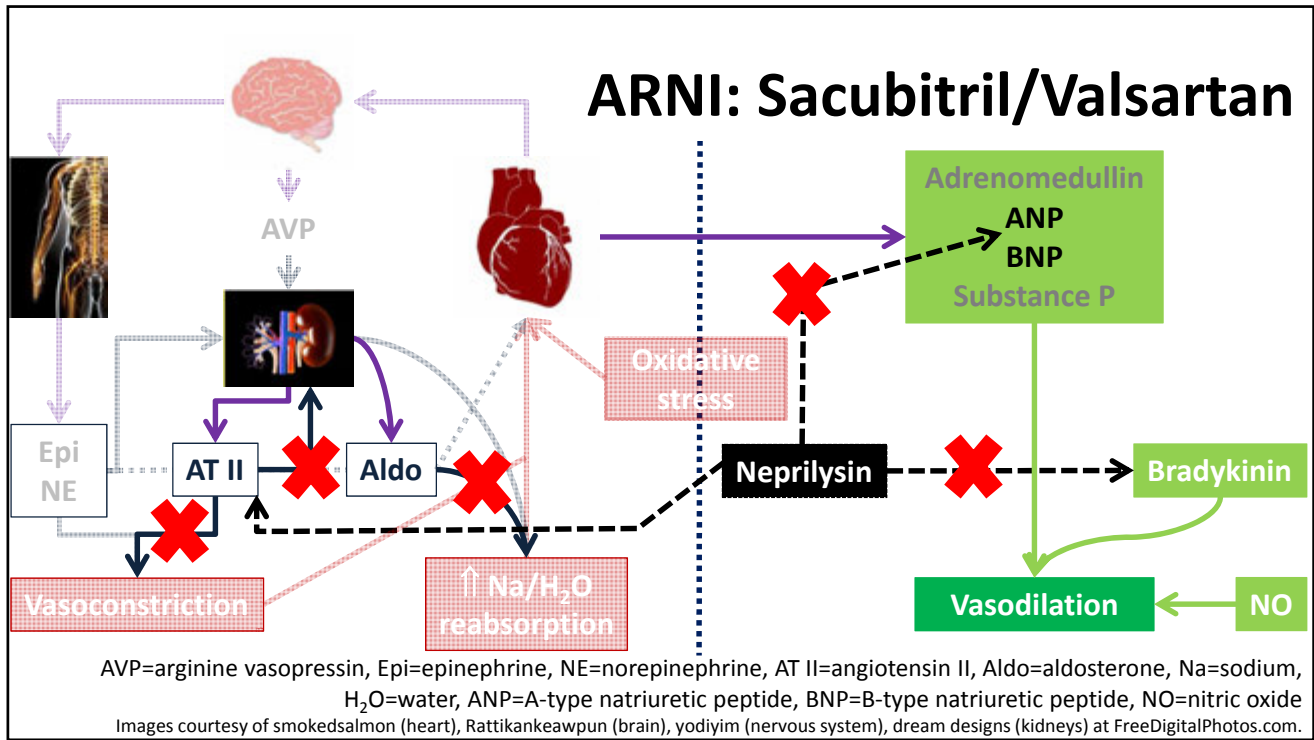 ARNI: Sacubitril/Valsartan
AVP
Epi
NE
AT II
Aldo
Vasoconstriction
⇑ Na/H₂O
reabsorption
Oxidative
stress
Neprilysin
Adrenomedullin
ANP
BNP
Substance P
Bradykinin
Vasodilation
NO
AVP=arginine vasopressin, Epi=epinephrine, NE=norepinephrine, AT II=angiotensin II, Aldo=aldosterone, Na=sodium,
H₂O=water, ANP=A-type natriuretic peptide, BNP=B-type natriuretic peptide, NO=nitric oxide
Images courtesy of smokedsalmon (heart), Rattikankeawpun (brain), yodiyim (nervous system), dream designs (kidneys) at FreeDigitalPhotos.com.